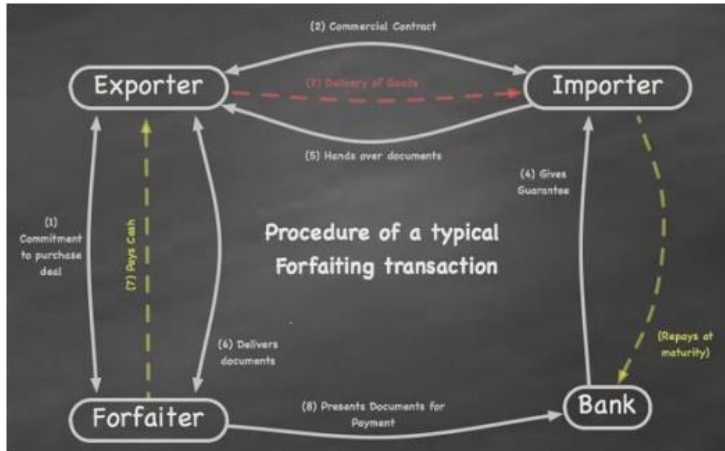 (2) Commercial Contract
Exporter
(3) Delivery of Goods
Importer
(5) Hands over documents
(4) Gives
Guarantee
(1)
Commitment
to purchase
deal
(7) Pays Cash
Procedure of a typical
Forfaiting transaction
(6) Delivers
documents
(Repays at
maturity)
Forfaiter
(8) Presents Documents for
Payment
Bank